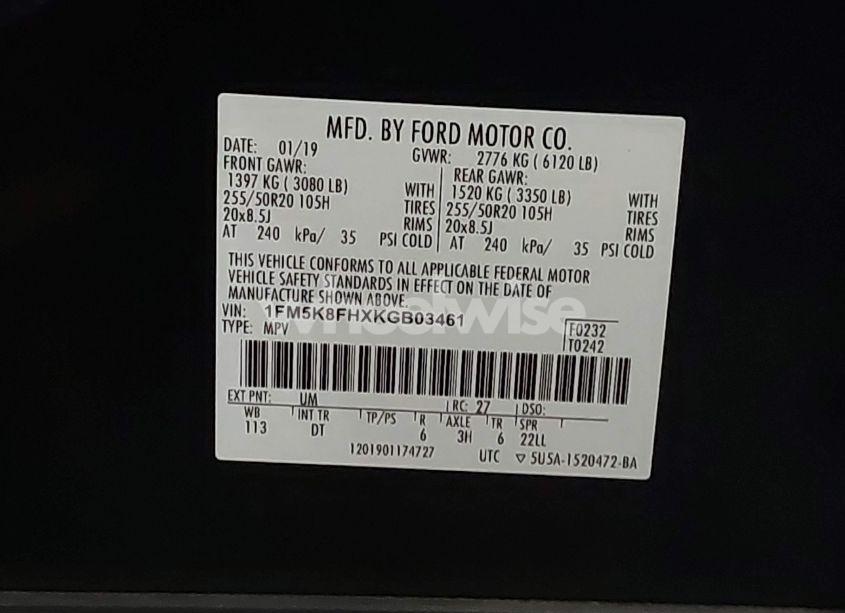 MFD. BY FORD MOTOR CO.
DATE: 01/19 GVWR: 2776 KG ( 6120 LB)
FRONT GAWR: REAR GAWR:
1397 KG ( 3080 LB) WITH 1520 KG ( 3350 LB) WITH
255/50R20 105H TIRES 255/50R20 105H TIRES
20x8.5J RIMS 20x8.5J RIMS
AT 240 kPa/ 35 PSI COLD AT 240 kPa/ 35 PSI COLD
THIS VEHICLE CONFORMS TO ALL APPLICABLE FEDERAL MOTOR
VEHICLE SAFETY STANDARDS IN EFFECT ON THE DATE OF
MANUFACTURE SHOWN ABOVE.
wheelwise
VIN: 1FM5K8FHXKGB03461
TYPE: MPV F0232
T0242
EXT PNT: UM RC: 27 DSO:
WB INT TR TP/PS R AXLE TR SPR
113 DT 6 3H 6 22LL
1201901174727 UTC ▽ 5U5A-1520472-BA